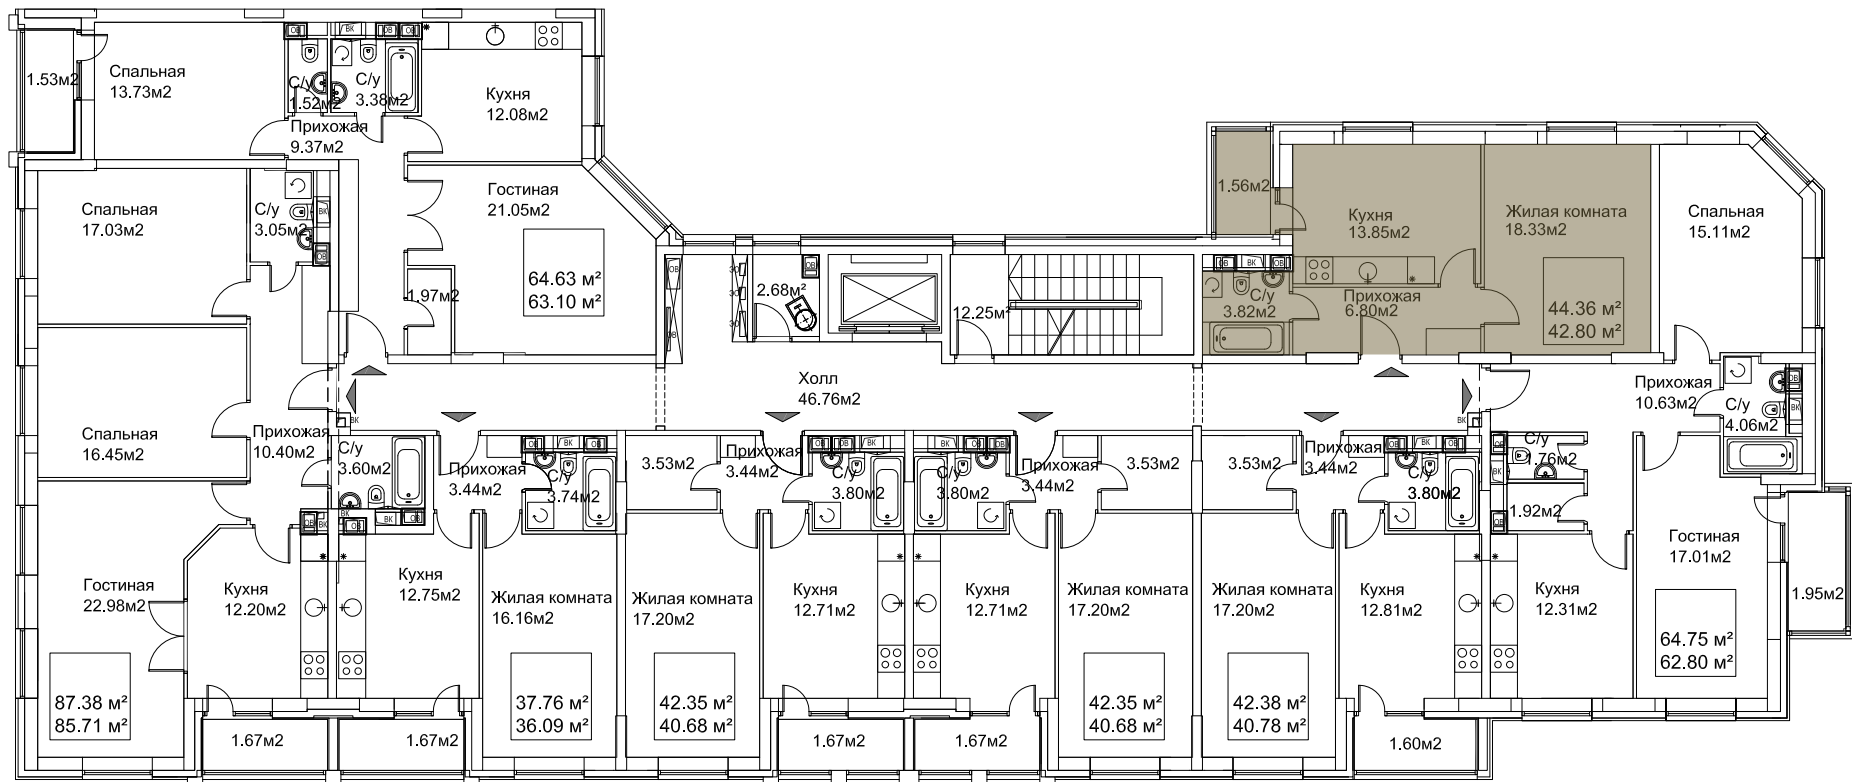 1.53м2
Спальная
13.73м2
С/у
1.52м2
С/у
3.38м2
Кухня
12.08м2
Прихожая
9.37м2
Спальная
17.03м2
С/у
3.05м2
Гостиная
21.05м2
64.63 м²
63.10 м²
1.97м2
2.68м²
12.25м²
1.56м2
Кухня
13.85м2
Жилая комната
18.33м2
Спальная
15.11м2
С/у
3.82м2
Прихожая
6.80м2
44.36 м²
42.80 м²
Холл
46.76м2
Прихожая
10.63м2
С/у
4.06м2
Спальная
16.45м2
Прихожая
10.40м2
С/у
3.60м2
Прихожая
3.44м2
С/у
3.74м2
3.53м2
Прихожая
3.44м2
С/у
3.80м2
С/у
3.80м2
Прихожая
3.44м2
3.53м2
3.53м2
Прихожая
3.44м2
С/у
3.80м2
С/у
1.76м2
1.92м2
Гостиная
22.98м2
Кухня
12.20м2
Кухня
12.75м2
Жилая комната
16.16м2
Жилая комната
17.20м2
Кухня
12.71м2
Кухня
12.71м2
Жилая комната
17.20м2
Жилая комната
17.20м2
Кухня
12.81м2
Кухня
12.31м2
Гостиная
17.01м2
1.95м2
87.38 м²
85.71 м²
37.76 м²
36.09 м²
42.35 м²
40.68 м²
42.35 м²
40.68 м²
42.38 м²
40.78 м²
64.75 м²
62.80 м²
1.67м2
1.67м2
1.67м2
1.67м2
1.60м2